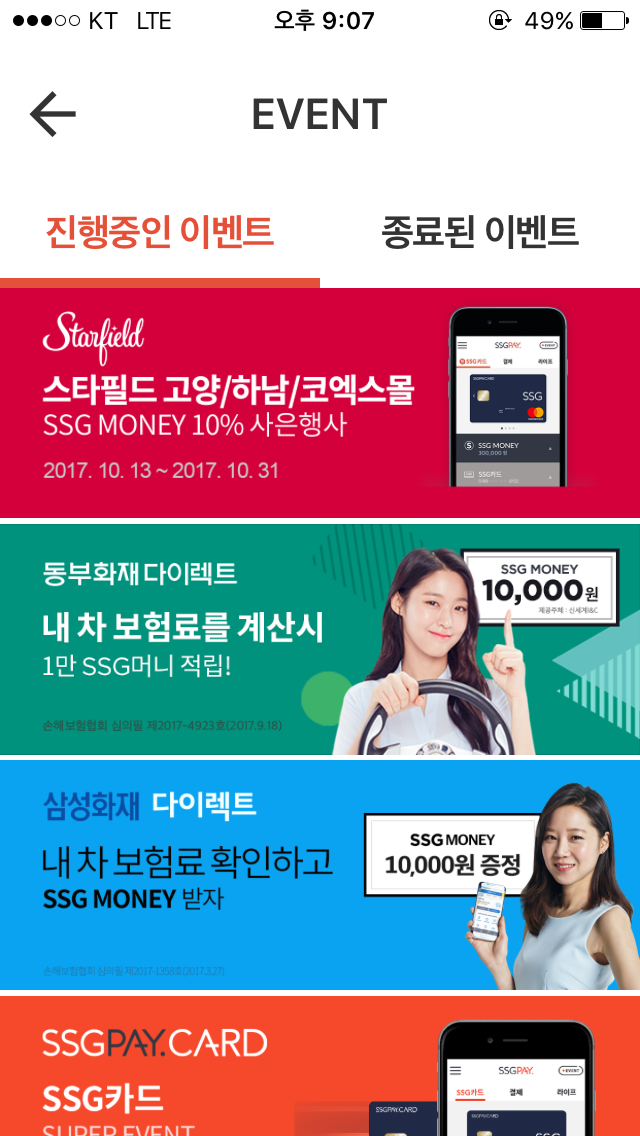 KT LTE 오후 9:07 49%
EVENT
진행중인 이벤트 종료된 이벤트
Starfield
스타필드 고양/하남/코엑스몰
SSG MONEY 10% 사은행사
2017. 10. 13 ~ 2017. 10. 31
SSGPAY.
+EVENT
SSG카드 결제 라이프
SSGPAY.CARD
SSG
SSG MONEY
300,000 원
SSG카드
동부화재 다이렉트
내 차 보험료를 계산시
1만 SSG머니 적립!
손해보험협회 심의필 제2017-4923호(2017.9.18)
SSG MONEY
10,000원
제공주체 : 신세계I&C
삼성화재 다이렉트
내 차 보험료 확인하고
SSG MONEY 받자
손해보험협회 심의필 제2017-1358호(2017.3.27)
SSG MONEY
10,000원 증정
SSGPAY.CARD
SSG카드
SUPER EVENT
SSGPAY.
+EVENT
SSG카드 결제 라이프
SSGPAY.CARD
SSGPAY.CARD
SSG